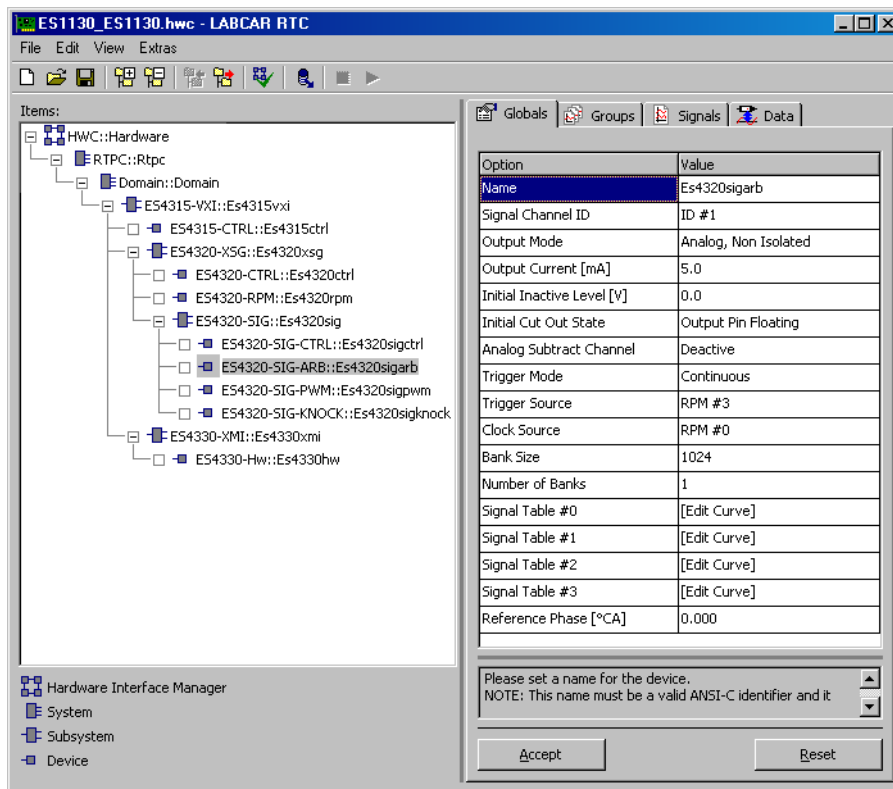 ES1130_ES1130.hwc - LABCAR RTC
File Edit View Extras
Items:
HWC::Hardware
RTPC::Rtpc
Domain::Domain
ES4315-VXI::Es4315vxi
ES4315-CTRL::Es4315ctrl
ES4320-XSG::Es4320xsg
ES4320-CTRL::Es4320ctrl
ES4320-RPM::Es4320rpm
ES4320-SIG::Es4320sig
ES4320-SIG-CTRL::Es4320sigctrl
ES4320-SIG-ARB::Es4320sigarb
ES4320-SIG-PWM::Es4320sigpwm
ES4320-SIG-KNOCK::Es4320sigknock
ES4330-XMI::Es4330xmi
ES4330-Hw::Es4330hw
Hardware Interface Manager
System
Subsystem
Device
Globals Groups Signals Data
Option Value
Name Es4320sigarb
Signal Channel ID ID #1
Output Mode Analog, Non Isolated
Output Current [mA] 5.0
Initial Inactive Level [V] 0.0
Initial Cut Out State Output Pin Floating
Analog Subtract Channel Deactive
Trigger Mode Continuous
Trigger Source RPM #3
Clock Source RPM #0
Bank Size 1024
Number of Banks 1
Signal Table #0 [Edit Curve]
Signal Table #1 [Edit Curve]
Signal Table #2 [Edit Curve]
Signal Table #3 [Edit Curve]
Reference Phase [°CA] 0.000
Please set a name for the device.
NOTE: This name must be a valid ANSI-C identifier and it
Accept Reset